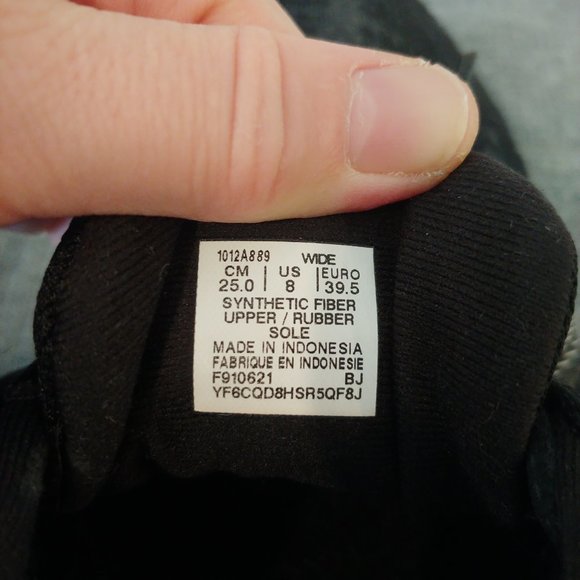 1012A889 WIDE
CM | US | EURO
25.0 | 8 | 39.5
SYNTHETIC FIBER
UPPER / RUBBER
SOLE
MADE IN INDONESIA
FABRIQUE EN INDONESIE
F910621 BJ
YF6CQD8HSR5QF8J